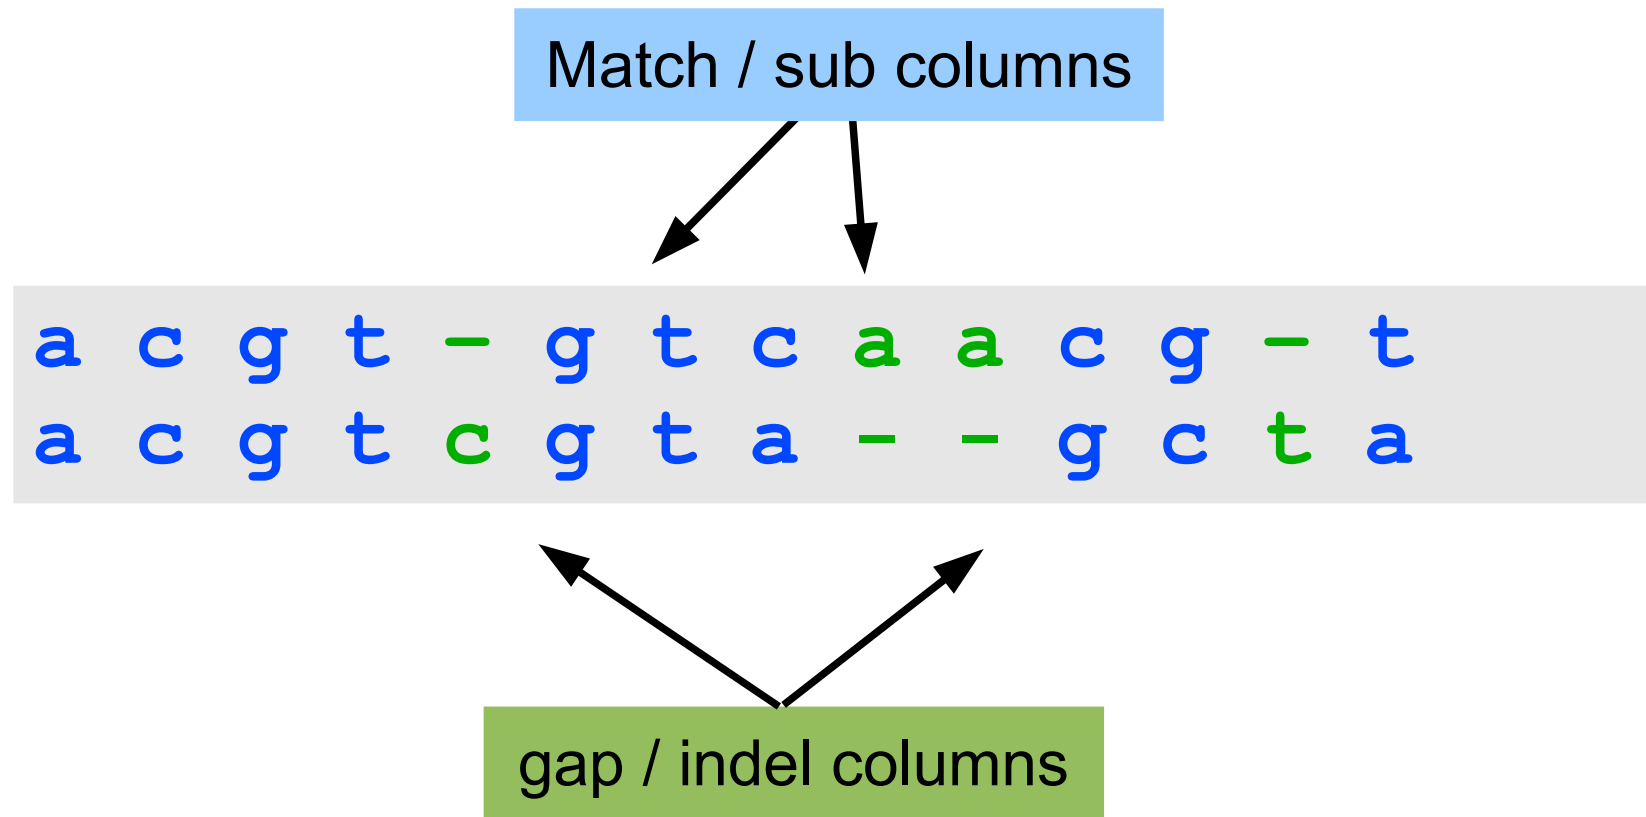 Match / sub columns
a c g t - g t c a a c g - t
a c g t c g t a - - g c t a
gap / indel columns